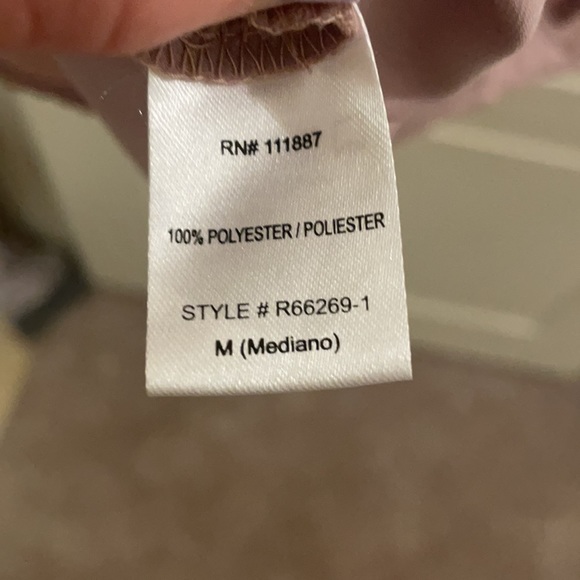 RN# 111887
100% POLYESTER / POLIESTER
STYLE # R66269-1
M (Mediano)